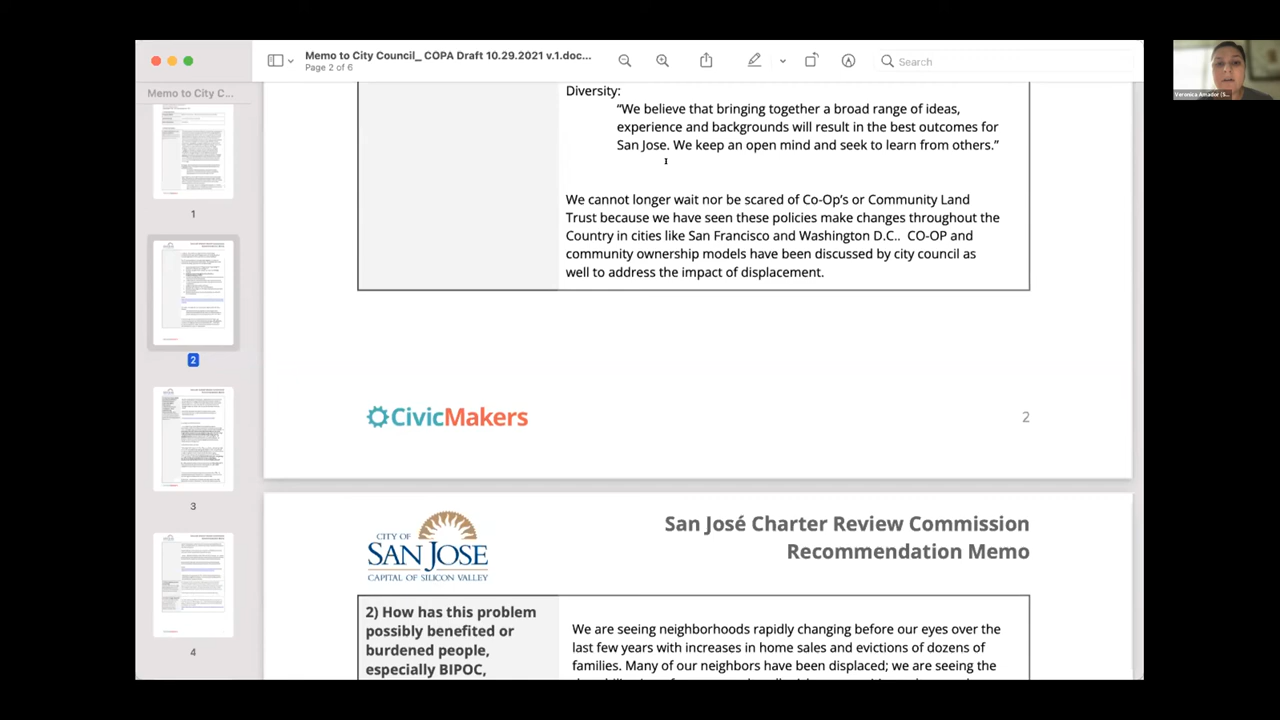 Memo to City Council_ COPA Draft 10.29.2021 v.1.doc...
Page 2 of 6
Search
Memo to City C...
1
2
3
4
Diversity:
“We believe that bringing together a broad range of ideas,
experience and backgrounds will result in the best outcomes for
San Jose. We keep an open mind and seek to learn from others.”
We cannot longer wait nor be scared of Co-Op’s or Community Land
Trust because we have seen these policies make changes throughout the
Country in cities like San Francisco and Washington D.C.. CO-OP and
community ownership models have been discussed by city council as
well to address the impact of displacement.
CivicMakers
2
CITY OF
SAN JOSE
CAPITAL OF SILICON VALLEY
San José Charter Review Commission
Recommendation Memo
2) How has this problem
possibly benefited or
burdened people,
especially BIPOC,
We are seeing neighborhoods rapidly changing before our eyes over the
last few years with increases in home sales and evictions of dozens of
families. Many of our neighbors have been displaced; we are seeing the
Veronica Amador (S...